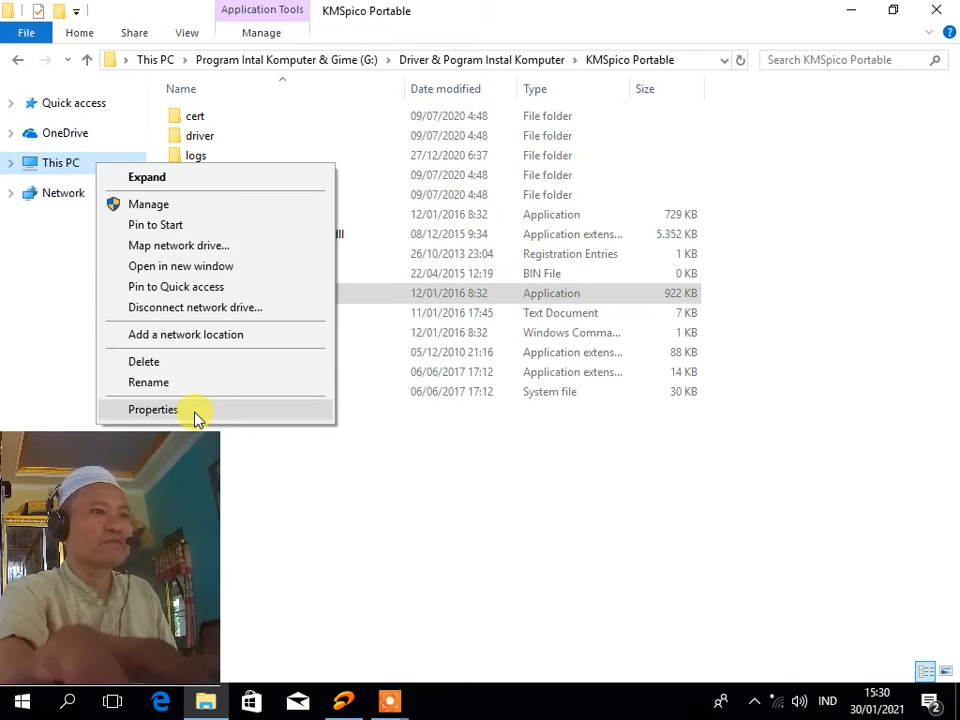 Application Tools
KMSpico Portable
File
Home
Share
View
Manage
This PC
Program Intal Komputer & Gime (G:)
Driver & Pogram Instal Komputer
KMSpico Portable
Search KMSpico Portable
Name
Date modified
Type
Size
Quick access
OneDrive
This PC
Network
cert
09/07/2020 4:48
File folder
driver
09/07/2020 4:48
File folder
logs
27/12/2020 6:37
File folder
09/07/2020 4:48
File folder
09/07/2020 4:48
File folder
12/01/2016 8:32
Application
729 KB
dll
08/12/2015 9:34
Application extens...
5.352 KB
26/10/2013 23:04
Registration Entries
1 KB
22/04/2015 12:19
BIN File
0 KB
12/01/2016 8:32
Application
922 KB
11/01/2016 17:45
Text Document
7 KB
12/01/2016 8:32
Windows Comma...
1 KB
05/12/2010 21:16
Application extens...
88 KB
06/06/2017 17:12
Application extens...
14 KB
06/06/2017 17:12
System file
30 KB
Expand
Manage
Pin to Start
Map network drive...
Open in new window
Pin to Quick access
Disconnect network drive...
Add a network location
Delete
Rename
Properties
IND
15:30
30/01/2021
2